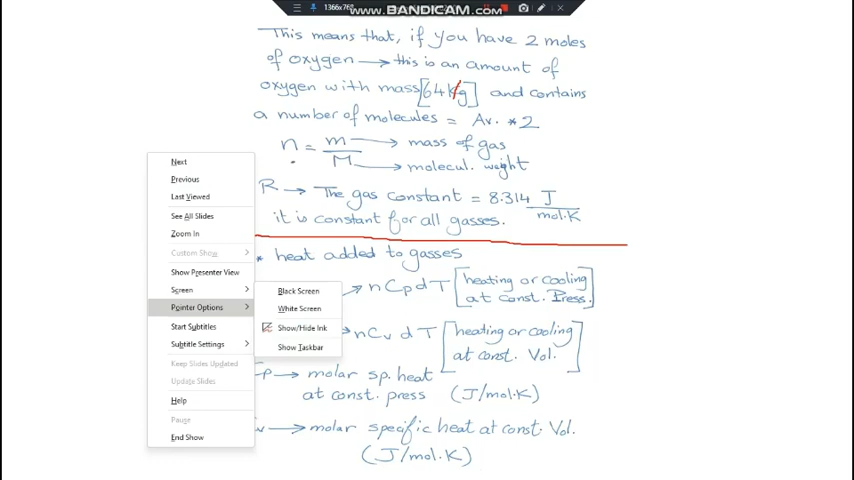 1366x768
www.BANDICAM.com
This means that, if you have 2 moles
of oxygen → this is an amount of
oxygen with mass [64 Kg] and contains
a number of molecules = Av. * 2
n = m/M → mass of gas
→ molecul. weight
R → The gas constant = 8.314 J/mol.K
it is constant for all gasses.
* heat added to gasses
→ n Cp d T [heating or cooling
at const. Press.]
→ n Cv d T [heating or cooling
at const. Vol.]
p → molar sp. heat
at const. press (J/mol.K)
v → molar specific heat at const. Vol.
(J/mol.K)
Next
Previous
Last Viewed
See All Slides
Zoom In
Custom Show
Show Presenter View
Screen
Pointer Options
Start Subtitles
Subtitle Settings
Keep Slides Updated
Update Slides
Help
Pause
End Show
Black Screen
White Screen
Show/Hide Ink
Show Taskbar